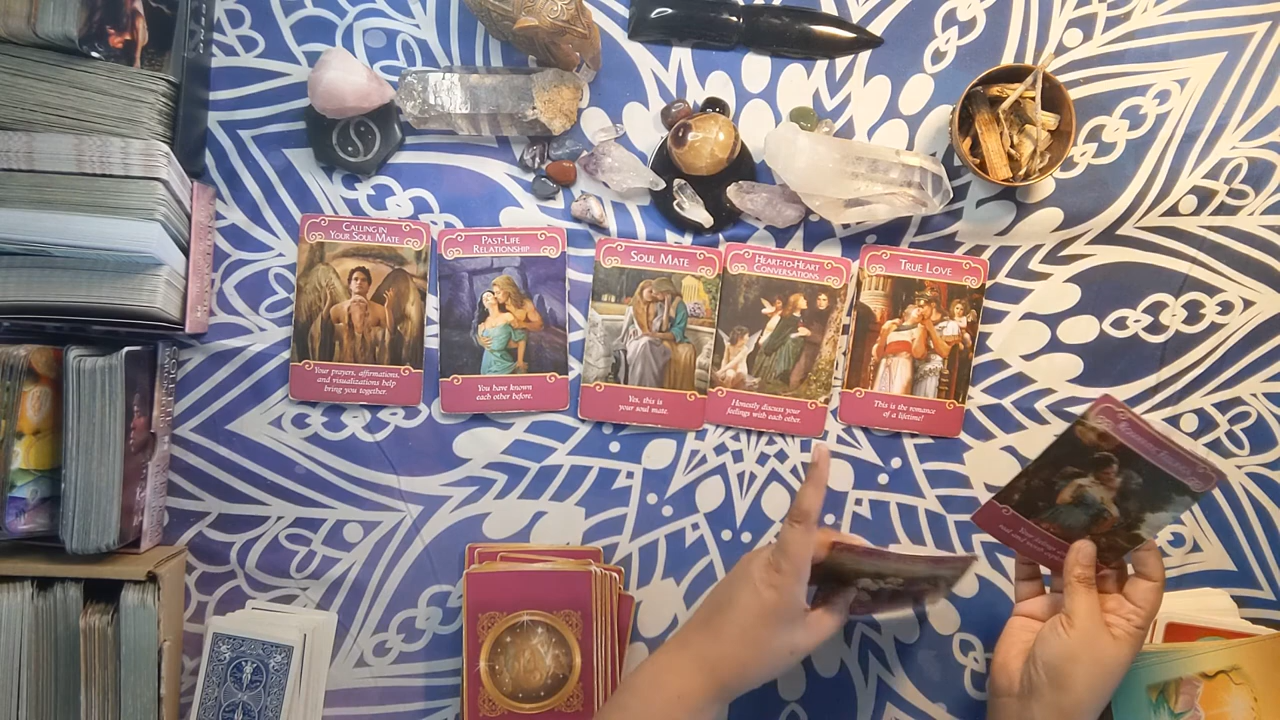 CALLING IN
YOUR SOUL MATE
Your prayers, affirmations,
and visualizations help
bring you together.
PAST-LIFE
RELATIONSHIP
You have known
each other before.
SOUL MATE
Yes, this is
your soul mate.
HEART-TO-HEART
CONVERSATIONS
Honestly discuss your
feelings with each other.
TRUE LOVE
This is the romance
of a lifetime!
Your feelings